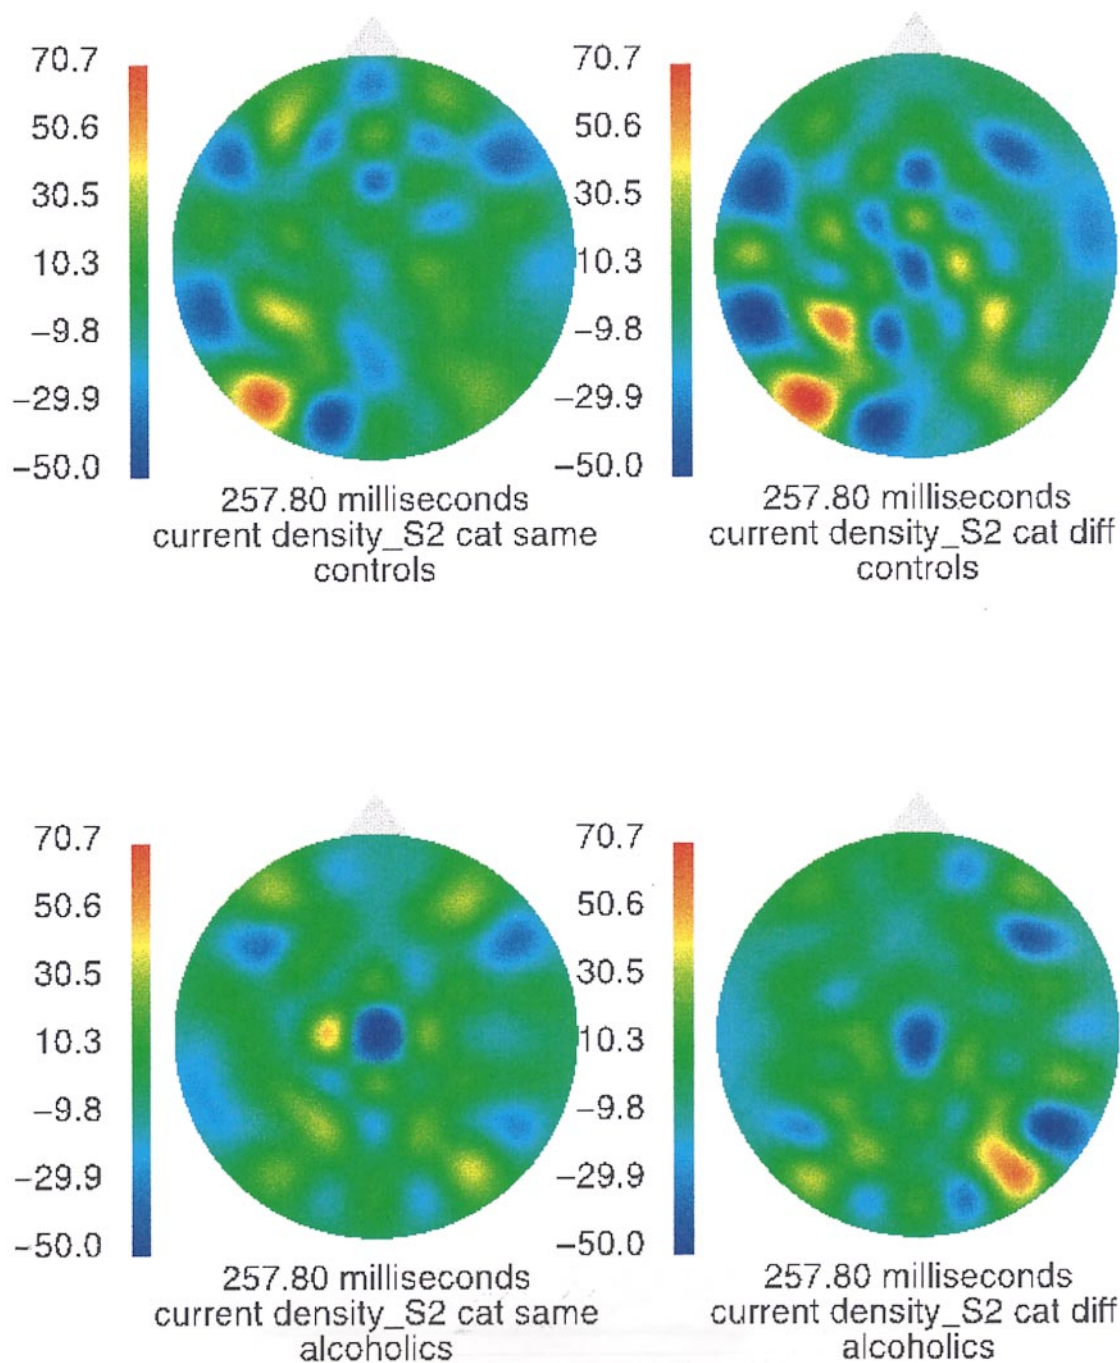 70.7
50.6
30.5
10.3
−9.8
−29.9
−50.0
257.80 milliseconds
current density_S2 cat same
controls
70.7
50.6
30.5
10.3
−9.8
−29.9
−50.0
257.80 milliseconds
current density_S2 cat diff
controls
70.7
50.6
30.5
10.3
−9.8
−29.9
−50.0
257.80 milliseconds
current density_S2 cat same
alcoholics
70.7
50.6
30.5
10.3
−9.8
−29.9
−50.0
257.80 milliseconds
current density_S2 cat diff
alcoholics